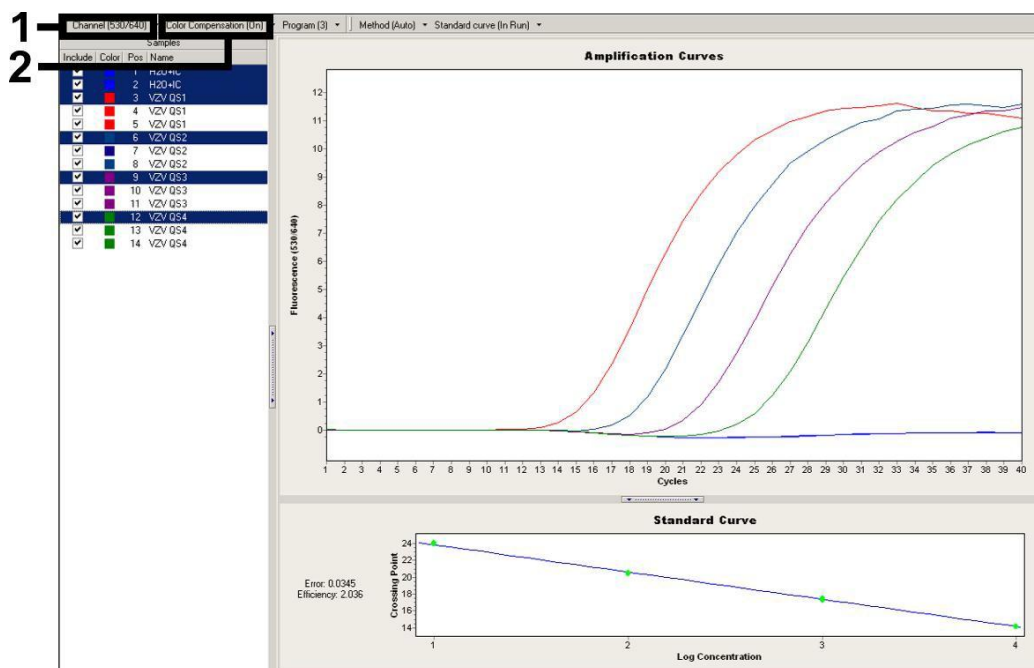 1 Channel (530/640) Color Compensation (On) Program (3) Method (Auto) Standard curve (In Run)
2
Samples
Include Color Pos Name
1 H2O+IC
2 H2O+IC
3 VZV QS1
4 VZV QS1
5 VZV QS1
6 VZV QS2
7 VZV QS2
8 VZV QS2
9 VZV QS3
10 VZV QS3
11 VZV QS3
12 VZV QS4
13 VZV QS4
14 VZV QS4
Amplification Curves
Fluorescence (530/640)
12
11
10
9
8
7
6
5
4
3
2
1
0
1 2 3 4 5 6 7 8 9 10 11 12 13 14 15 16 17 18 19 20 21 22 23 24 25 26 27 28 29 30 31 32 33 34 35 36 37 38 39 40
Cycles
Standard Curve
Error: 0.0345
Efficiency: 2.036
Crossing Point
24
22
20
18
16
14
1 2 3 4
Log Concentration